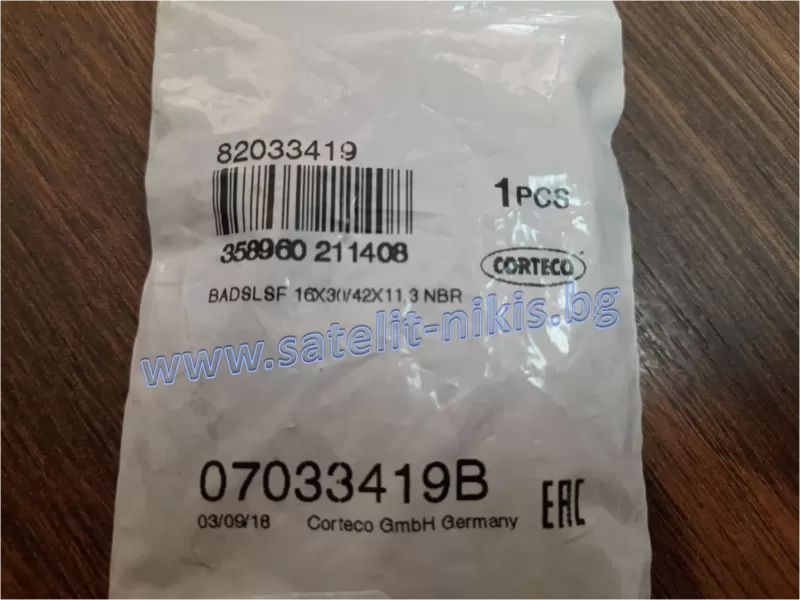 82033419
1PCS
358960 211408
CORTECO
BADSLSF 16X30/42X11,3 NBR
www.satelit-nikis.bg
07033419B
03/09/18 Corteco GmbH Germany
EAC